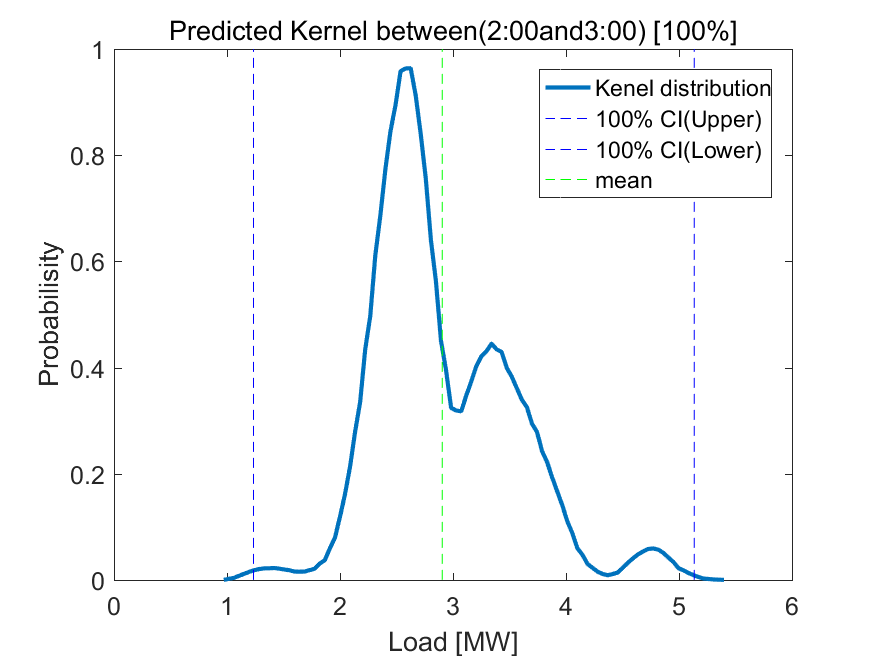 Predicted Kernel between(2:00and3:00) [100%]
1
0.8
0.6
0.4
0.2
0
Probabilisity
Kenel distribution
100% CI(Upper)
100% CI(Lower)
mean
0 1 2 3 4 5 6
Load [MW]